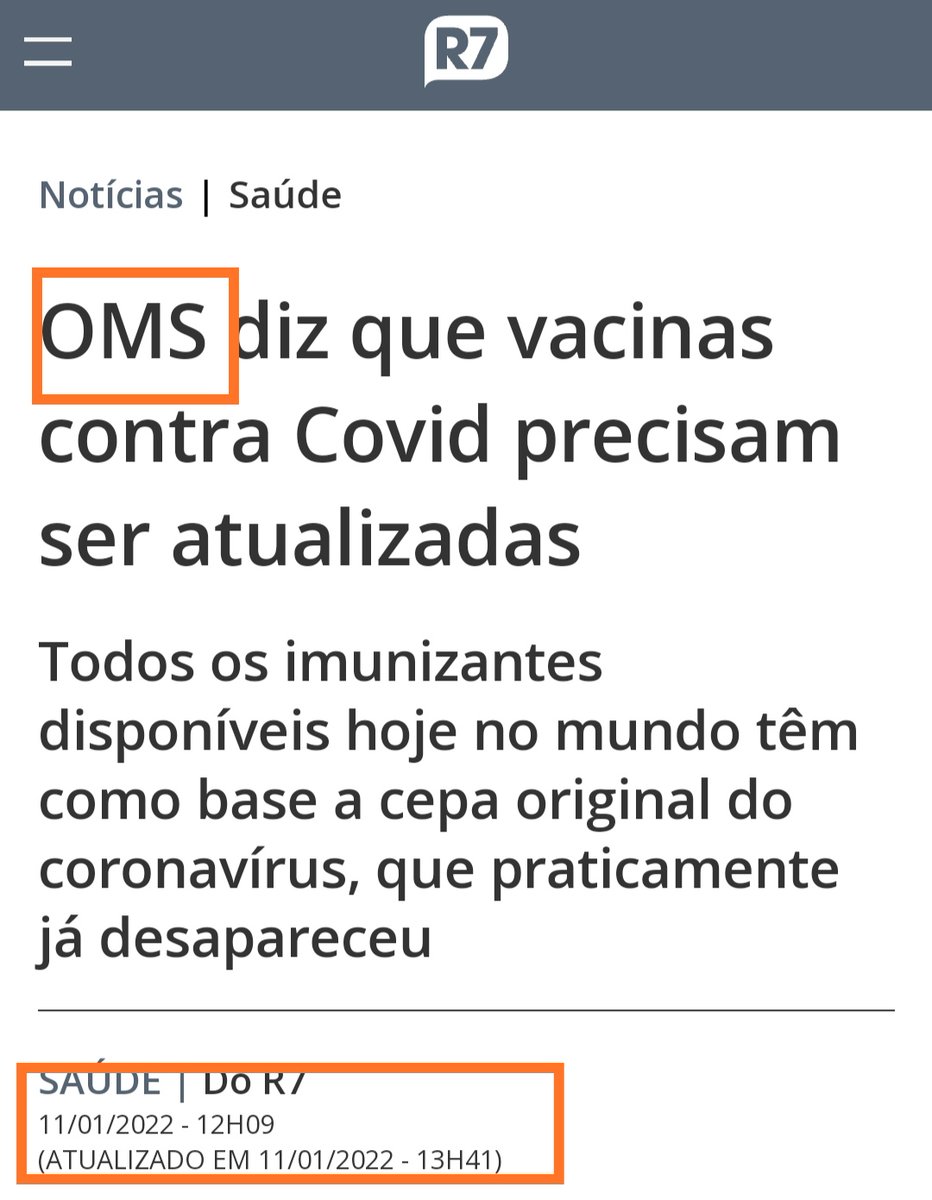 R7
Notícias | Saúde
OMS diz que vacinas
contra Covid precisam
ser atualizadas
Todos os imunizantes
disponíveis hoje no mundo têm
como base a cepa original do
coronavírus, que praticamente
já desapareceu
SAÚDE | Do R7
11/01/2022 - 12H09
(ATUALIZADO EM 11/01/2022 - 13H41)